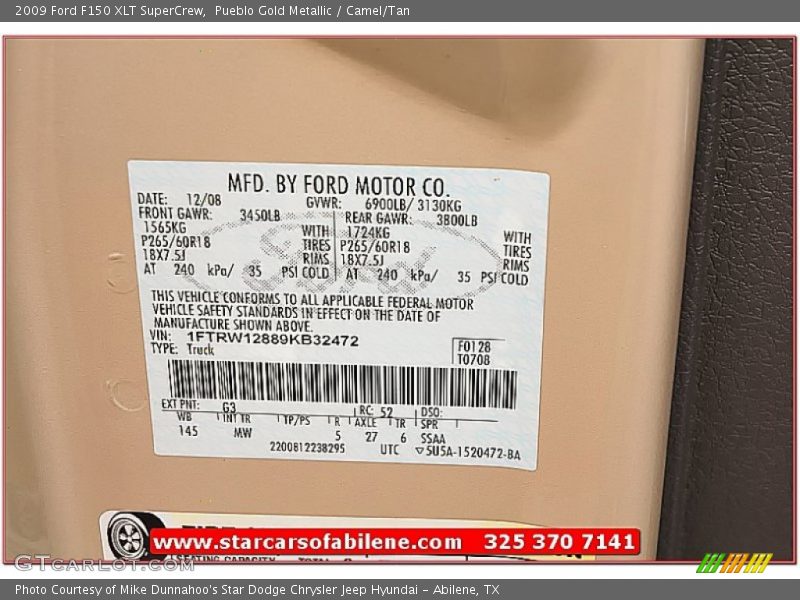 2009 Ford F150 XLT SuperCrew,  Pueblo Gold Metallic / Camel/Tan
MFD. BY FORD MOTOR CO.
DATE: 12/08 GVWR: 6900LB/ 3130KG
FRONT GAWR: 3450LB REAR GAWR: 3800LB
1565KG WITH 1724KG WITH
P265/60R18 TIRES P265/60R18 TIRES
18X7.5J RIMS 18X7.5J RIMS
AT 240 kPa/ 35 PSI COLD AT 240 kPa/ 35 PSI COLD
THIS VEHICLE CONFORMS TO ALL APPLICABLE FEDERAL MOTOR
VEHICLE SAFETY STANDARDS IN EFFECT ON THE DATE OF
MANUFACTURE SHOWN ABOVE.
VIN: 1FTRW12889KB32472 F0128
TYPE: Truck T0708
EXT PNT: G3 RC: 52 DSO:
WB INT TR TP/PS R AXLE TR SPR
145 MW 5 27 6 SSAA
2200812238295 UTC ▽5U5A-1520472-BA
www.starcarsofabilene.com 325 370 7141
SEATING CAPACITY
GTcarlot.com
Photo Courtesy of Mike Dunnahoo's Star Dodge Chrysler Jeep Hyundai – Abilene, TX